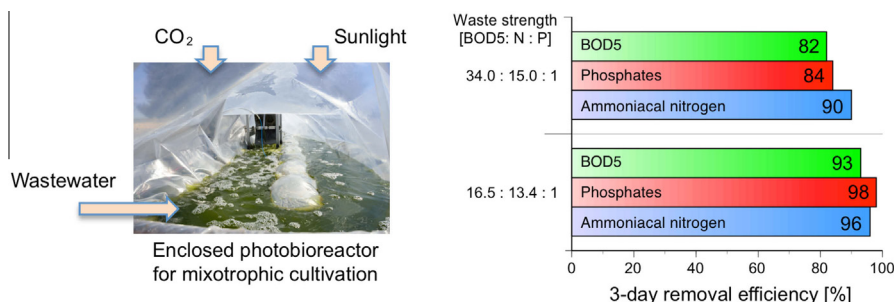 CO2
Sunlight
Wastewater
Enclosed photobioreactor
for mixotrophic cultivation
Waste strength
[BOD5: N : P]
34.0 : 15.0 : 1
BOD5 82
Phosphates 84
Ammoniacal nitrogen 90
16.5 : 13.4 : 1
BOD5 93
Phosphates 98
Ammoniacal nitrogen 96
0 20 40 60 80 100
3-day removal efficiency [%]